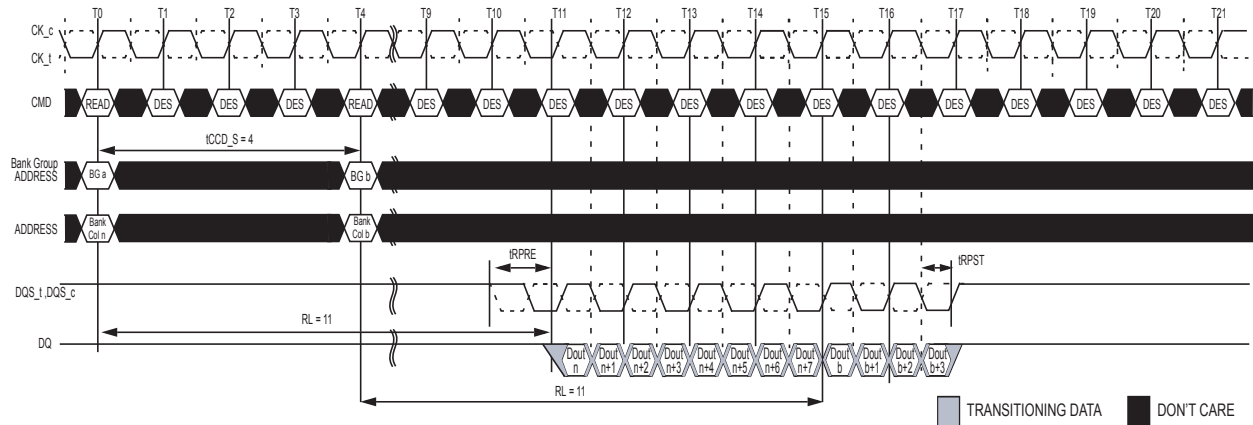 T0 T1 T2 T3 T4 T9 T10 T11 T12 T13 T14 T15 T16 T17 T18 T19 T20 T21
CK_c
CK_t
CMD READ DES DES DES READ DES DES DES DES DES DES DES DES DES DES DES DES DES
tCCD_S = 4
Bank Group
ADDRESS BG a BG b
ADDRESS Bank Col n Bank Col b
tRPRE tRPST
DQS_t ,DQS_c
RL = 11
DQ Dout n Dout n+1 Dout n+2 Dout n+3 Dout n+4 Dout n+5 Dout n+6 Dout n+7 Dout b Dout b+1 Dout b+2 Dout b+3
RL = 11
TRANSITIONING DATA DON'T CARE